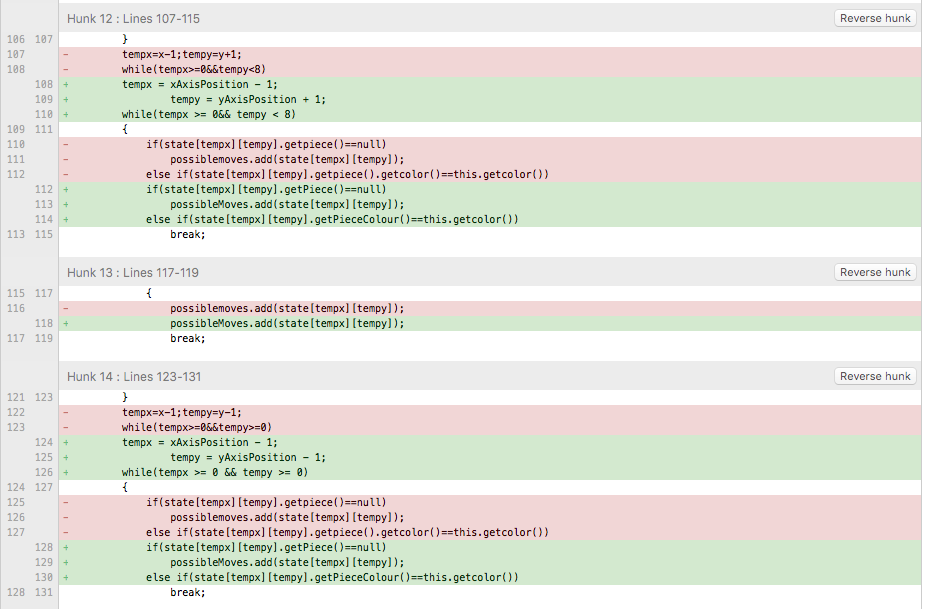 Hunk 12 : Lines 107-115 Reverse hunk
106 107 }
107 - tempx=x-1;tempy=y+1;
108 - while(tempx>=0&&tempy<8)
108 + tempx = xAxisPosition - 1;
109 + tempy = yAxisPosition + 1;
110 + while(tempx >= 0&& tempy < 8)
109 111 {
110 - if(state[tempx][tempy].getpiece()==null)
111 - possiblemoves.add(state[tempx][tempy]);
112 - else if(state[tempx][tempy].getpiece().getcolor()==this.getcolor())
112 + if(state[tempx][tempy].getPiece()==null)
113 + possibleMoves.add(state[tempx][tempy]);
114 + else if(state[tempx][tempy].getPieceColour()==this.getcolor())
113 115 break;
Hunk 13 : Lines 117-119 Reverse hunk
115 117 {
116 - possiblemoves.add(state[tempx][tempy]);
118 + possibleMoves.add(state[tempx][tempy]);
117 119 break;
Hunk 14 : Lines 123-131 Reverse hunk
121 123 }
122 - tempx=x-1;tempy=y-1;
123 - while(tempx>=0&&tempy>=0)
124 + tempx = xAxisPosition - 1;
125 + tempy = yAxisPosition - 1;
126 + while(tempx >= 0 && tempy >= 0)
124 127 {
125 - if(state[tempx][tempy].getpiece()==null)
126 - possiblemoves.add(state[tempx][tempy]);
127 - else if(state[tempx][tempy].getpiece().getcolor()==this.getcolor())
128 + if(state[tempx][tempy].getPiece()==null)
129 + possibleMoves.add(state[tempx][tempy]);
130 + else if(state[tempx][tempy].getPieceColour()==this.getcolor())
128 131 break;